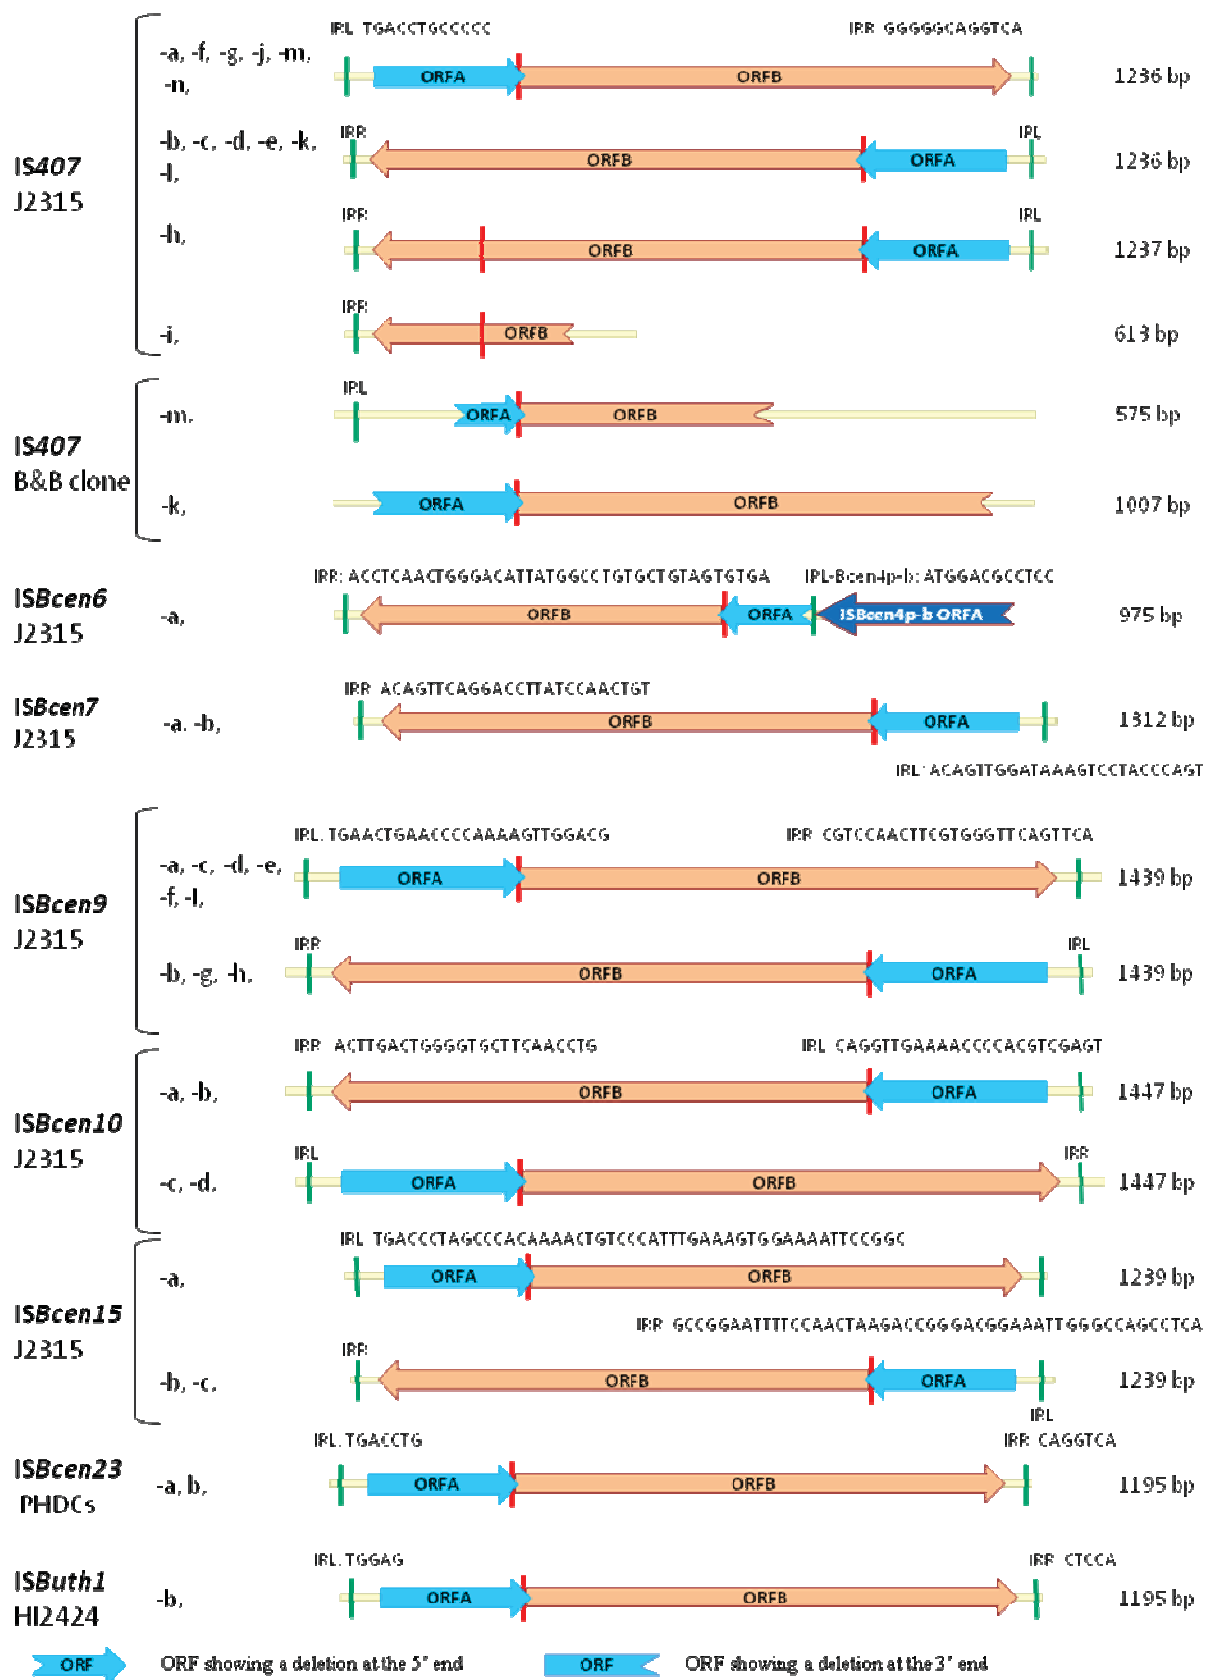 IRL TGACCTGCCCCC IRR GGGGGCAGGTCA
-a, -f, -g, -j, -m,
-n,
ORFA ORFB 1236 bp
IS407
J2315
-b, -c, -d, -e, -k,
-l,
IRR IRL
ORFB ORFA 1236 bp
-h,
IRR IRL
ORFB ORFA 1237 bp
-i,
IRR
ORFB 613 bp
IS407
B&B clone
-m,
IRL
ORFA ORFB 575 bp
-k,
ORFA ORFB 1007 bp
IRR: ACCTCAACTGGGACATTATGGCCTGTGCTGTAGTGTGA IRL-Bcen4p-b: ATGGACGCCTCC
ISBcen6
J2315
-a,
ORFB ORFA ISBcen4p-b ORFA 975 bp
IRR ACAGTTCAGGACCTTATCCAACTGT
ISBcen7
J2315
-a. -b,
ORFB ORFA 1312 bp
IRL: ACAGTTGGATAAAGTCCTACCCAGT
IRL: TGAACTGAACCCCAAAAGTTGGACG IRR CGTCCAACTTCGTGGGTTCAGTTCA
ISBcen9
J2315
-a, -c, -d, -e,
-f, -l,
ORFA ORFB 1439 bp
-b, -g, -h,
IRR IRL
ORFB ORFA 1439 bp
IRR ACTTGACTGGGGTGCTTCAACCTG IRL CAGGTTGAAAACCCCACGTCGAGT
ISBcen10
J2315
-a, -b,
ORFB ORFA 1447 bp
-c, -d,
IRL IRR
ORFA ORFB 1447 bp
IRL TGACCCTAGCCCACAAAACTGTCCCATTTGAAAGTGGAAAATTCCGGC
ISBcen15
J2315
-a,
ORFA ORFB 1239 bp
IRR GCCGGAATTTTCCAACTAAGACCGGGACGGAAATTGGGCCAGCCTCA
-b, -c,
IRR
ORFB ORFA 1239 bp
IRL
IRL: TGACCTG IRR CAGGTCA
ISBcen23
PHDCs
-a, b,
ORFA ORFB 1195 bp
IRL: TGGAG IRR CTCCA
ISButh1
HI2424
-b,
ORFA ORFB 1195 bp
ORF ORF showing a deletion at the 5' end ORF ORF showing a deletion at the 3' end